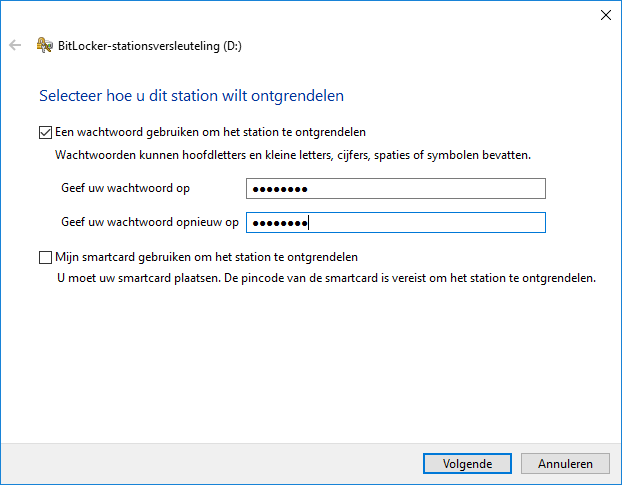 BitLocker-stationsversleuteling (D:)
Selecteer hoe u dit station wilt ontgrendelen
Een wachtwoord gebruiken om het station te ontgrendelen
Wachtwoorden kunnen hoofdletters en kleine letters, cijfers, spaties of symbolen bevatten.
Geef uw wachtwoord op ●●●●●●●●
Geef uw wachtwoord opnieuw op ●●●●●●●●
Mijn smartcard gebruiken om het station te ontgrendelen
U moet uw smartcard plaatsen. De pincode van de smartcard is vereist om het station te ontgrendelen.
Volgende Annuleren